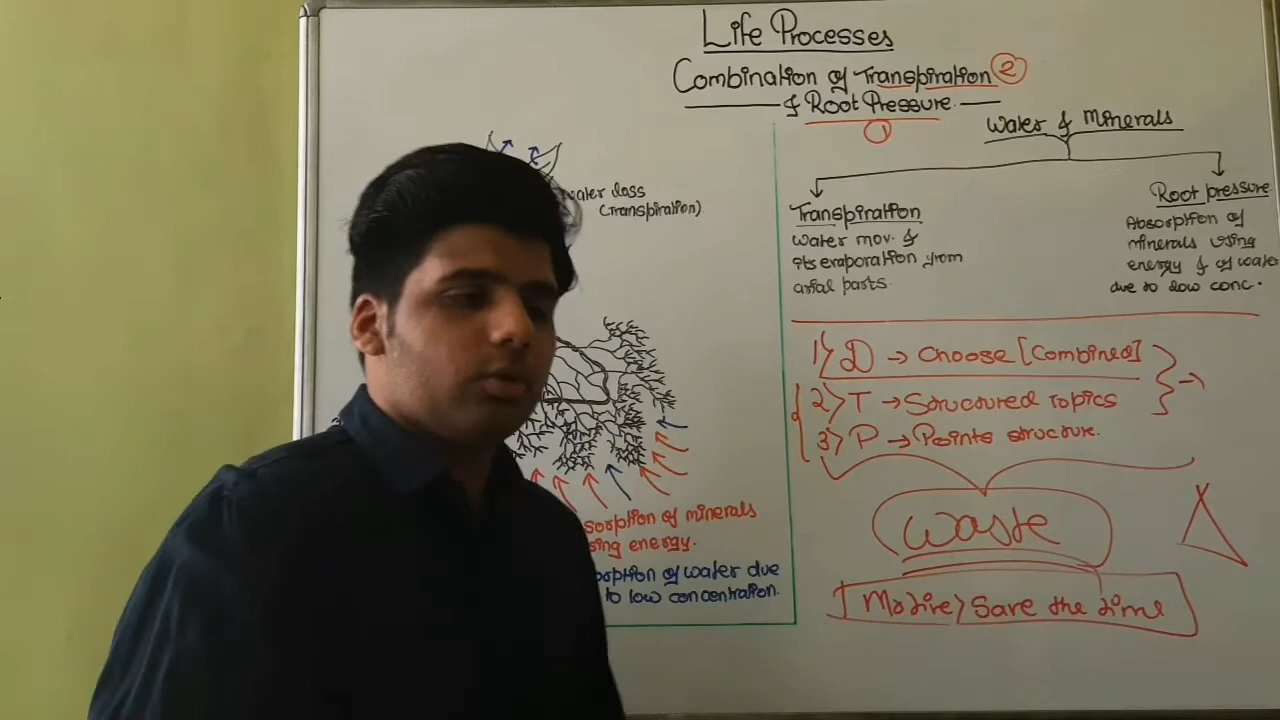 Life Processes
Combination of Transpiration ②
& Root Pressure
①
Water & Minerals
water loss
(Transpiration)
Transpiration
water mov. &
its evaporation from
arial parts.
Root pressure
Absorption of
minerals using
energy & of water
due to low conc.
1) D → Choose [Combined]
2) T → Structured Topics
3) P → Points structure.
Waste
Motive) Save the time
sorption of minerals
sing energy.
orption of water due
to low concentration.